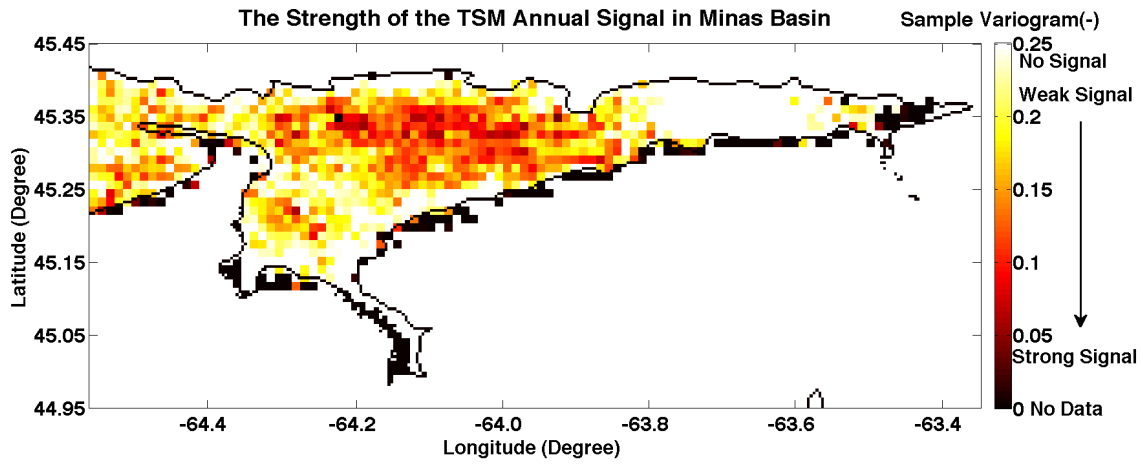 The Strength of the TSM Annual Signal in Minas Basin
Sample Variogram(-)
45.45
45.35
45.25
45.15
45.05
44.95
Latitude (Degree)
-64.4
-64.2
-64.0
-63.8
-63.6
-63.4
Longitude (Degree)
0.25
No Signal
Weak Signal
0.2
0.15
0.1
0.05
Strong Signal
0 No Data